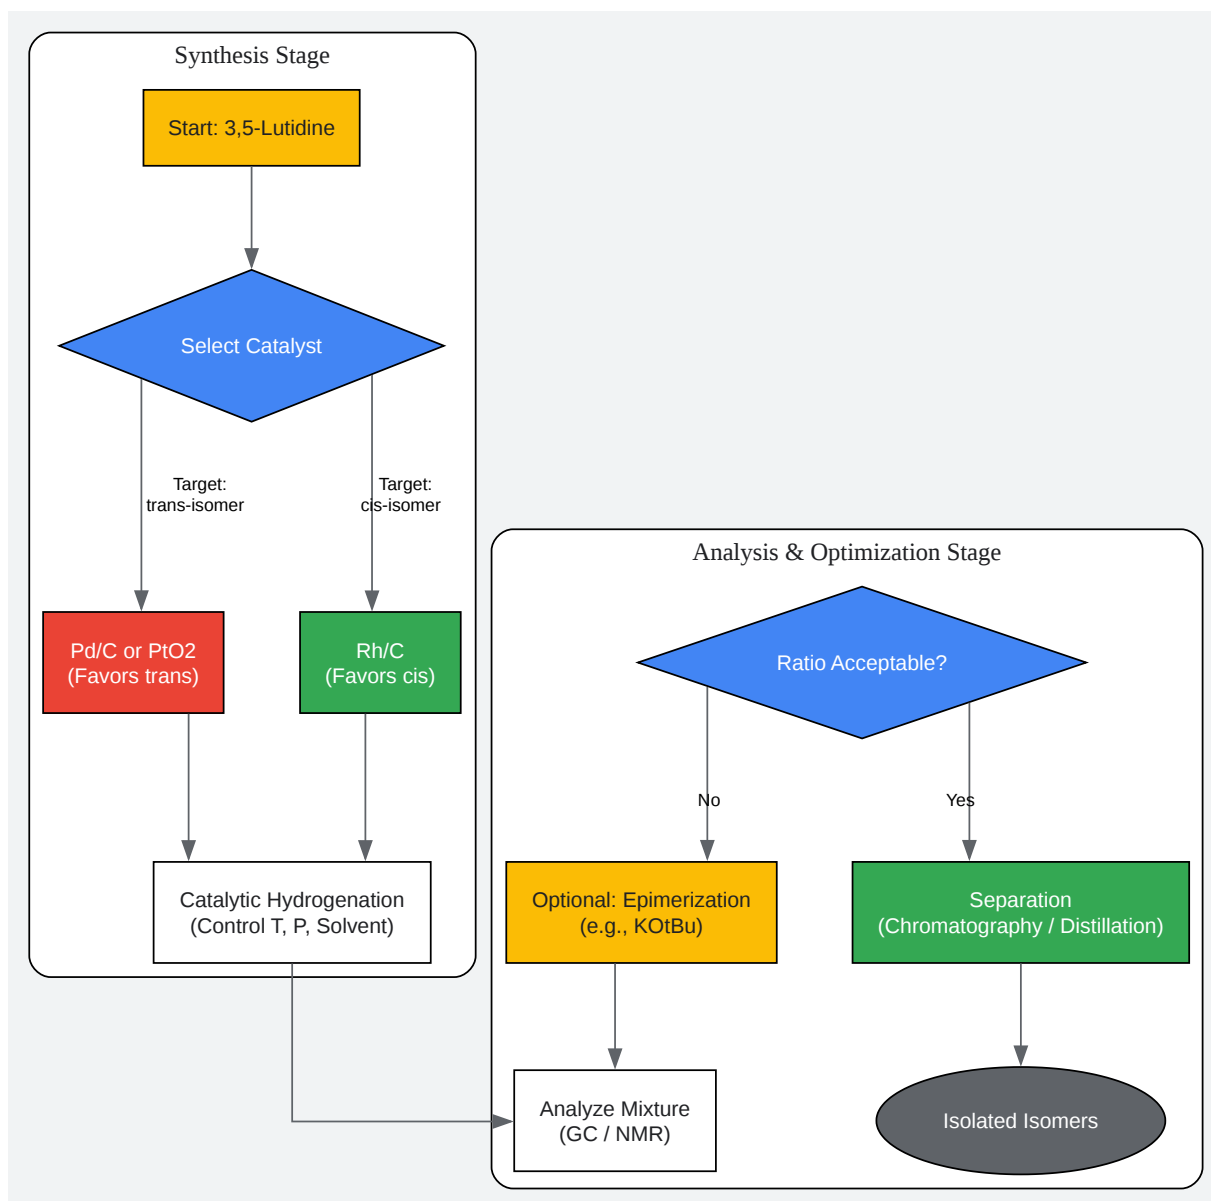 Synthesis Stage
Start: 3,5-Lutidine
Select Catalyst
Target:
trans-isomer
Target:
cis-isomer
Pd/C or PtO2
(Favors trans)
Rh/C
(Favors cis)
Catalytic Hydrogenation
(Control T, P, Solvent)
Analysis & Optimization Stage
Ratio Acceptable?
No
Yes
Optional: Epimerization
(e.g., KOtBu)
Separation
(Chromatography / Distillation)
Analyze Mixture
(GC / NMR)
Isolated Isomers